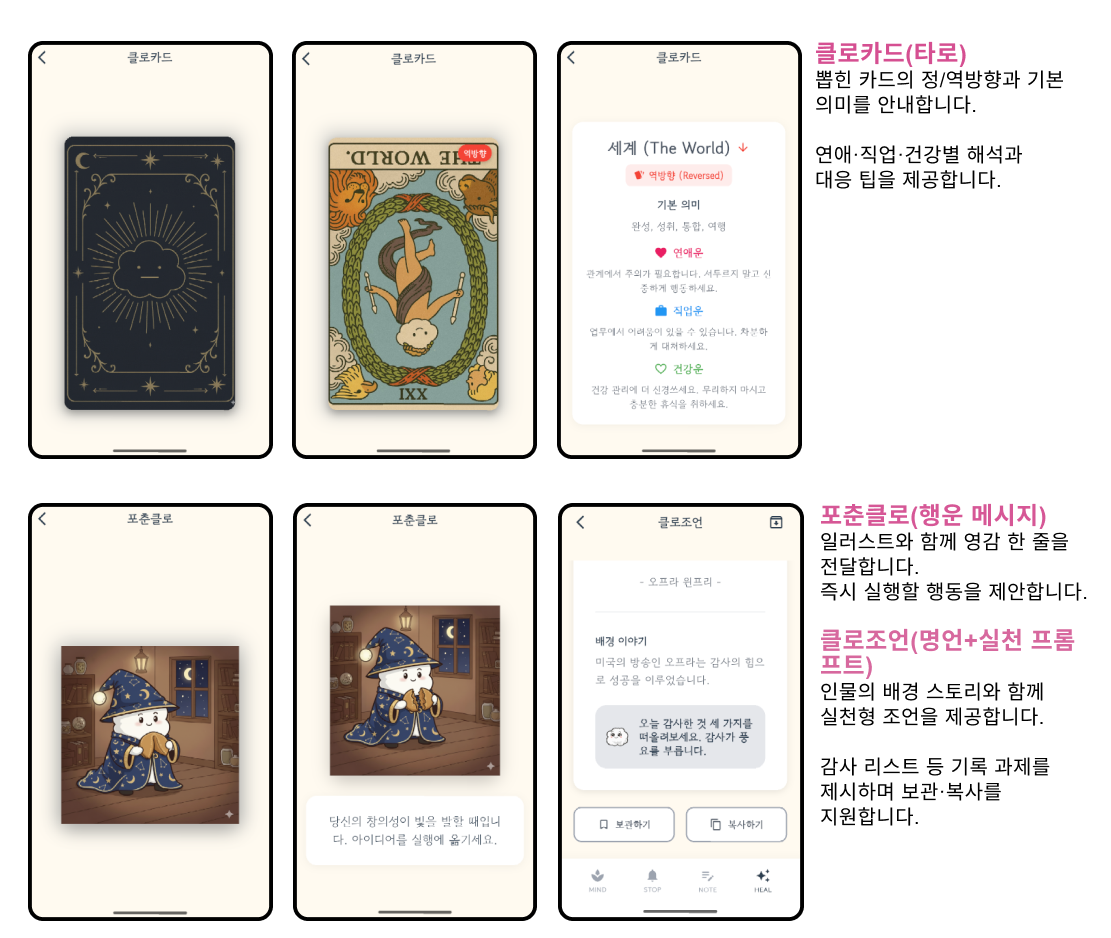 클로카드
클로카드
THE WORLD.
역방향
XXI
클로카드
세계 (The World) ↓
역방향 (Reversed)
기본 의미
완성, 성취, 통합, 여행
연애운
관계에서 주의가 필요합니다. 서두르지 말고 신
중하게 행동하세요.
직업운
업무에서 어려움이 있을 수 있습니다. 차분하
게 대처하세요.
건강운
건강 관리에 더 신경쓰세요. 무리하지 마시고
충분한 휴식을 취하세요.
클로카드(타로)
뽑힌 카드의 정/역방향과 기본
의미를 안내합니다.
연애·직업·건강별 해석과
대응 팁을 제공합니다.
포춘클로
포춘클로
당신의 창의성이 빛을 발할 때입니
다. 아이디어를 실행에 옮기세요.
클로조언
- 오프라 윈프리 -
배경 이야기
미국의 방송인 오프라는 감사의 힘으
로 성공을 이루었습니다.
오늘 감사한 것 세 가지를
떠올려보세요. 감사가 풍
요를 부릅니다.
보관하기
복사하기
MIND
STOP
NOTE
HEAL
포춘클로(행운 메시지)
일러스트와 함께 영감 한 줄을
전달합니다.
즉시 실행할 행동을 제안합니다.
클로조언(명언+실천 프롬
프트)
인물의 배경 스토리와 함께
실천형 조언을 제공합니다.
감사 리스트 등 기록 과제를
제시하며 보관·복사를
지원합니다.